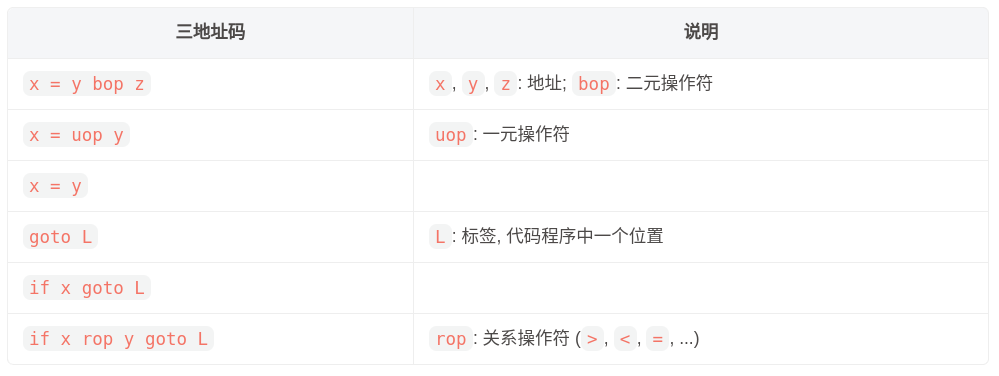 三地址码 说明
x = y bop z x, y, z: 地址; bop: 二元操作符
x = uop y uop: 一元操作符
x = y
goto L L: 标签, 代码程序中一个位置
if x goto L
if x rop y goto L rop: 关系操作符 (>, <, =, ...)